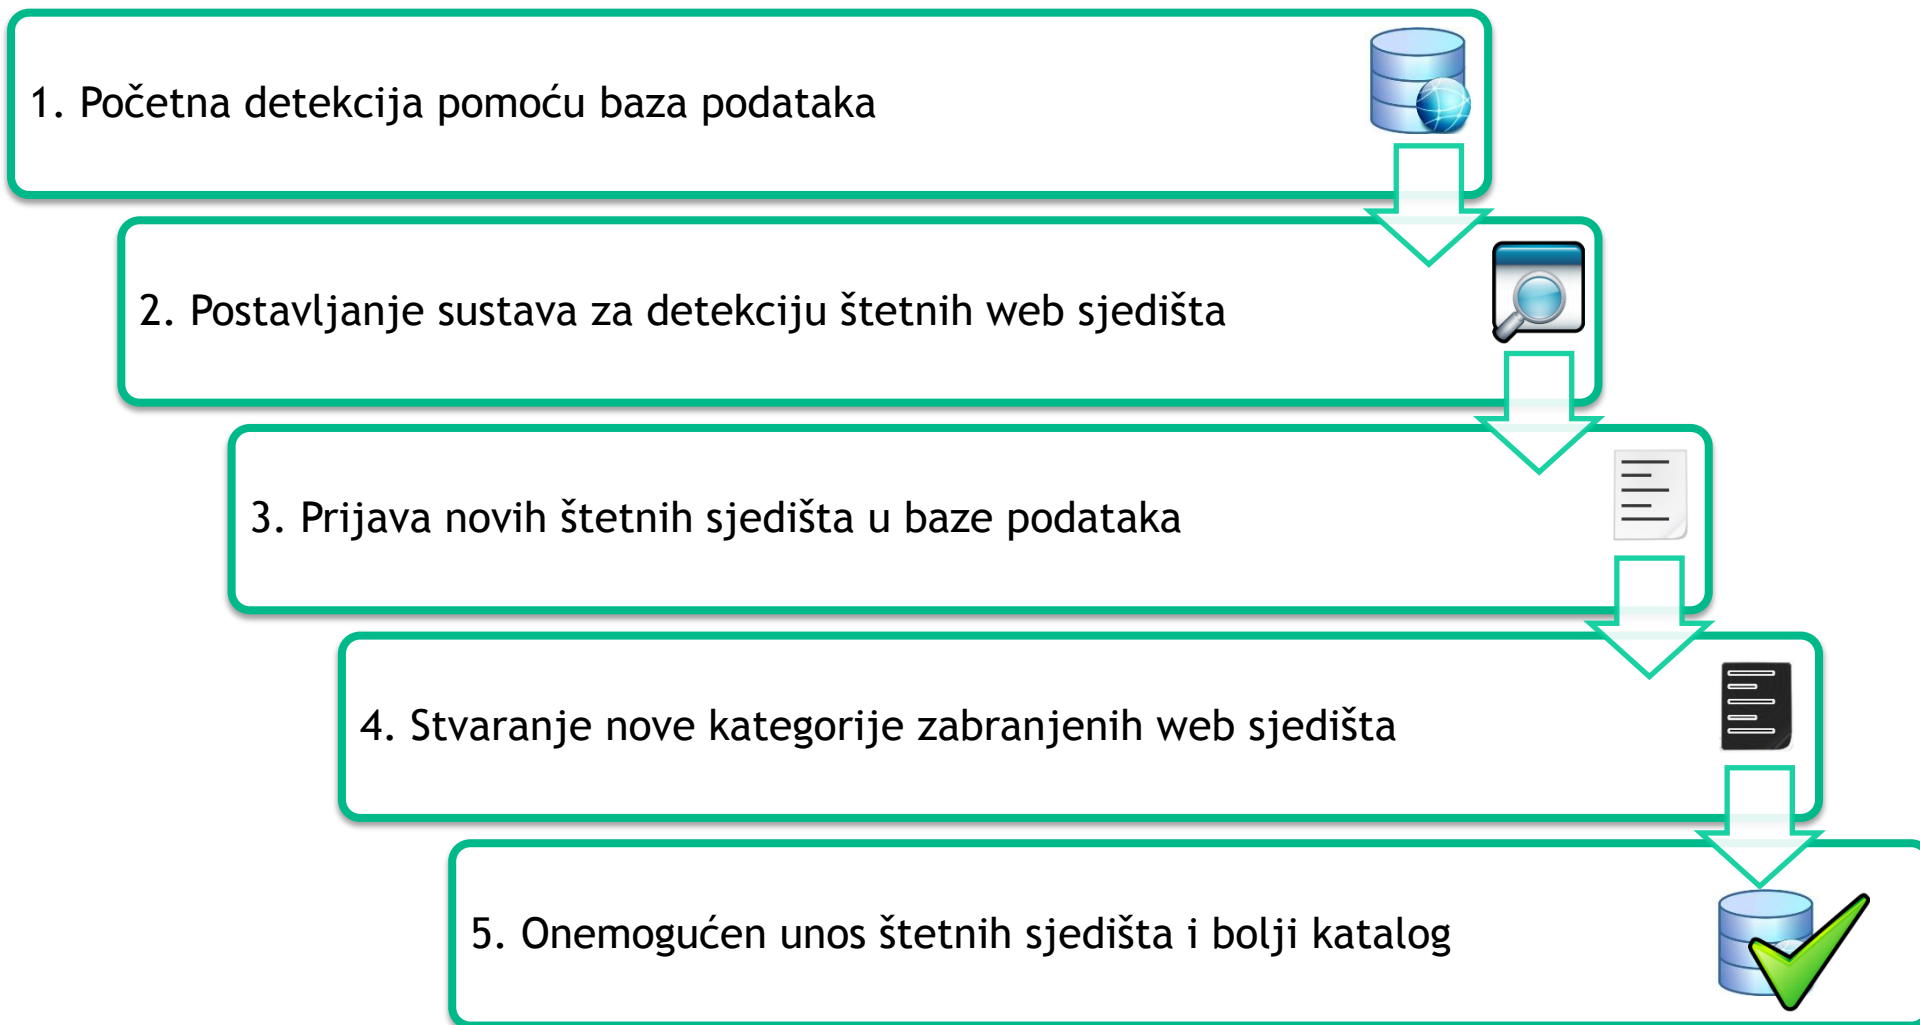 1. Početna detekcija pomoću baza podataka
2. Postavljanje sustava za detekciju štetnih web sjedišta
3. Prijava novih štetnih sjedišta u baze podataka
4. Stvaranje nove kategorije zabranjenih web sjedišta
5. Onemogućen unos štetnih sjedišta i bolji katalog